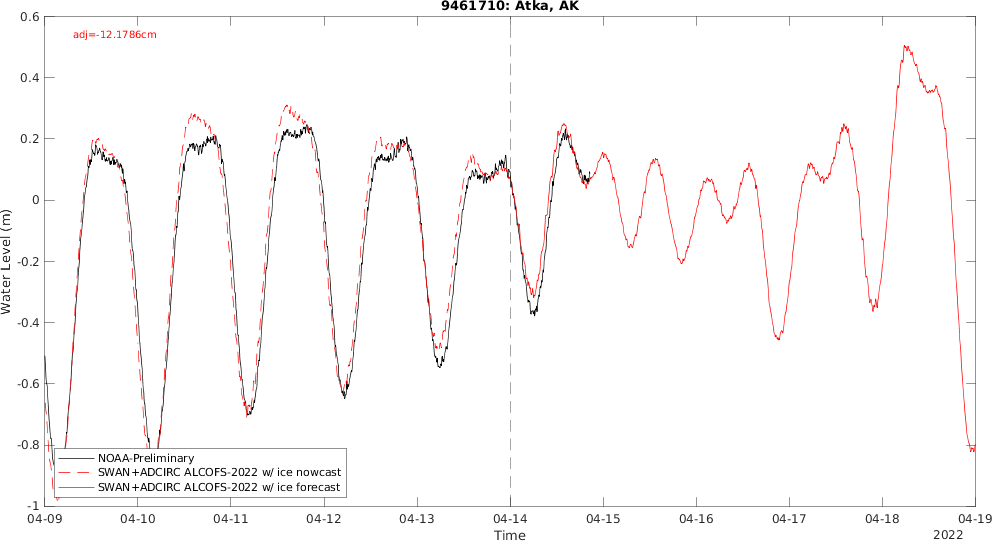 9461710: Atka, AK
adj=-12.1786cm
0.6
0.4
0.2
0
-0.2
-0.4
-0.6
-0.8
-1
Water Level (m)
NOAA-Preliminary
SWAN+ADCIRC ALCOFS-2022 w/ ice nowcast
SWAN+ADCIRC ALCOFS-2022 w/ ice forecast
04-09 04-10 04-11 04-12 04-13 04-14 04-15 04-16 04-17 04-18 04-19
Time
2022